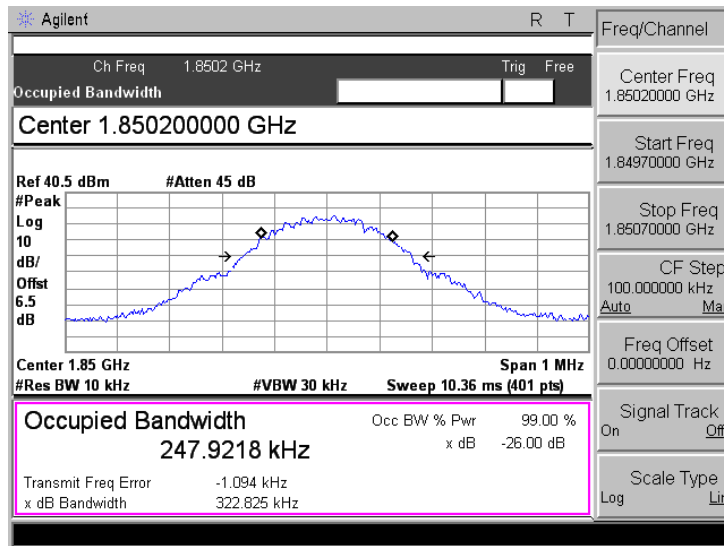 Agilent R T
Ch Freq 1.8502 GHz Trig Free
Occupied Bandwidth
Center 1.850200000 GHz
Ref 40.5 dBm #Atten 45 dB
#Peak
Log
10
dB/
Offst
6.5
dB
Center 1.85 GHz Span 1 MHz
#Res BW 10 kHz #VBW 30 kHz Sweep 10.36 ms (401 pts)
Occupied Bandwidth Occ BW % Pwr 99.00 %
247.9218 kHz x dB -26.00 dB
Transmit Freq Error -1.094 kHz
x dB Bandwidth 322.825 kHz
Freq/Channel
Center Freq
1.85020000 GHz
Start Freq
1.84970000 GHz
Stop Freq
1.85070000 GHz
CF Step
100.000000 kHz
Auto Ma
Freq Offset
0.00000000 Hz
Signal Track
On Off
Scale Type
Log Lin